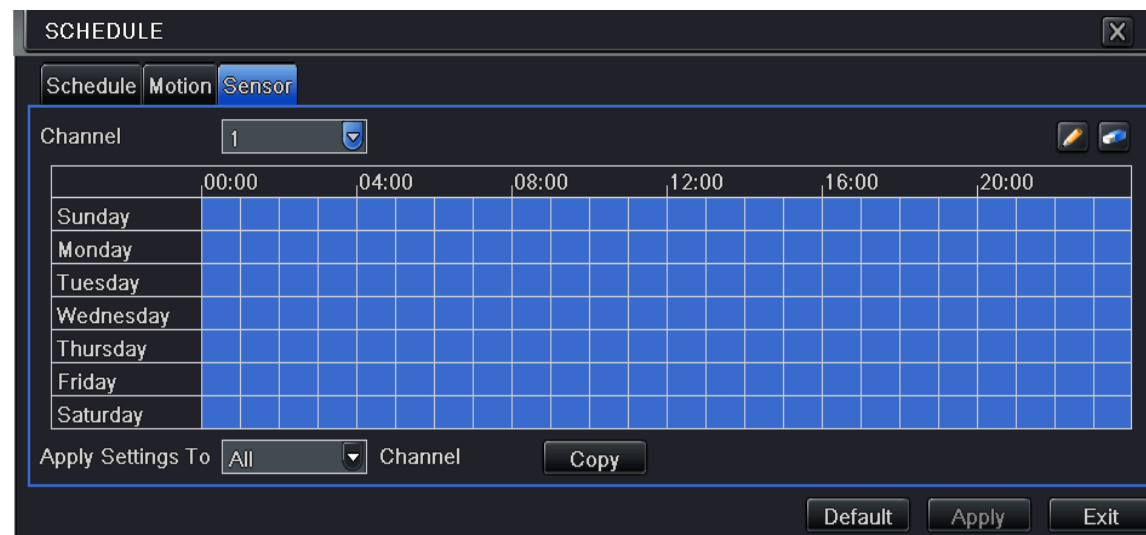 SCHEDULE X
Schedule Motion Sensor
Channel 1
00:00 04:00 08:00 12:00 16:00 20:00
Sunday
Monday
Tuesday
Wednesday
Thursday
Friday
Saturday
Apply Settings To All Channel Copy
Default Apply Exit